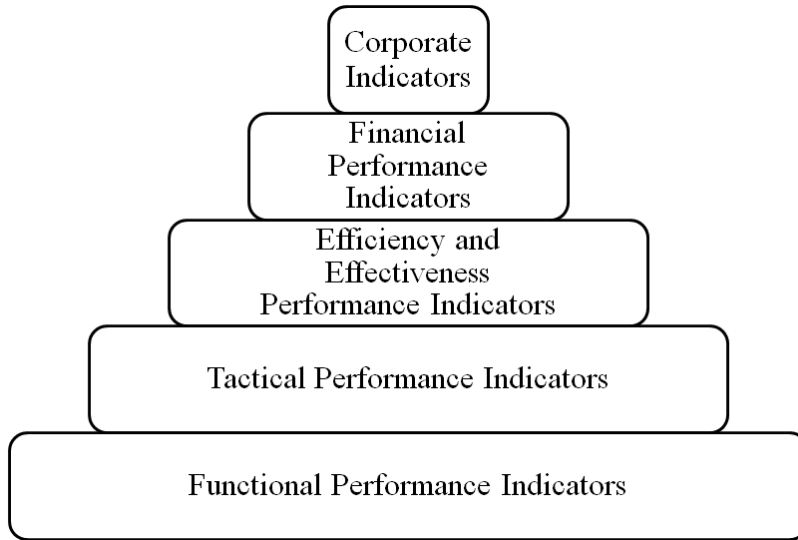 Corporate
Indicators
Financial
Performance
Indicators
Efficiency and
Effectiveness
Performance Indicators
Tactical Performance Indicators
Functional Performance Indicators